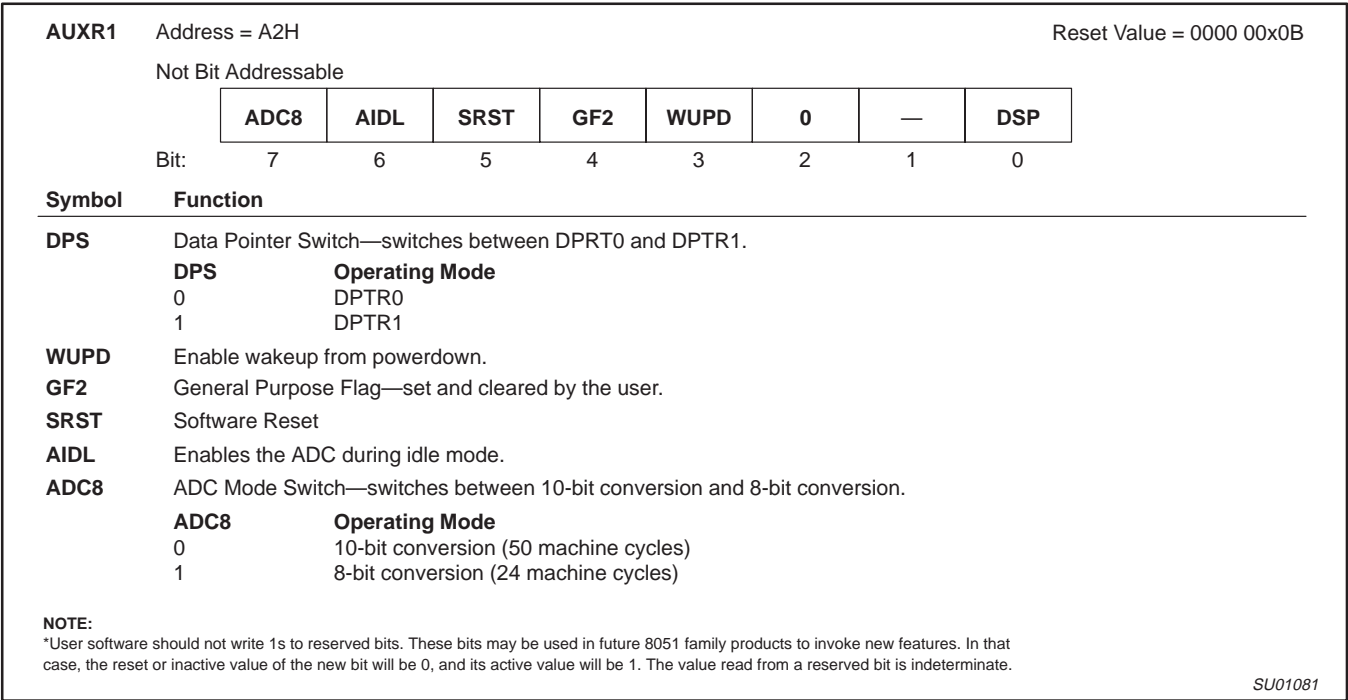 AUXR1 Address = A2H Reset Value = 0000 00x0B
Not Bit Addressable
ADC8 AIDL SRST GF2 WUPD 0 — DSP
Bit: 7 6 5 4 3 2 1 0
Symbol Function
DPS Data Pointer Switch—switches between DPRT0 and DPTR1.
DPS Operating Mode
0 DPTR0
1 DPTR1
WUPD Enable wakeup from powerdown.
GF2 General Purpose Flag—set and cleared by the user.
SRST Software Reset
AIDL Enables the ADC during idle mode.
ADC8 ADC Mode Switch—switches between 10-bit conversion and 8-bit conversion.
ADC8 Operating Mode
0 10-bit conversion (50 machine cycles)
1 8-bit conversion (24 machine cycles)
NOTE:
*User software should not write 1s to reserved bits. These bits may be used in future 8051 family products to invoke new features. In that
case, the reset or inactive value of the new bit will be 0, and its active value will be 1. The value read from a reserved bit is indeterminate.
SU01081